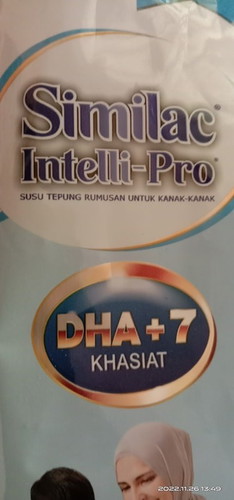 Similac
Intelli-Pro
SUSU TEPUNG RUMUSAN UNTUK KANAK-KANAK
DHA + 7
KHASIAT
2022.11.26 13:49